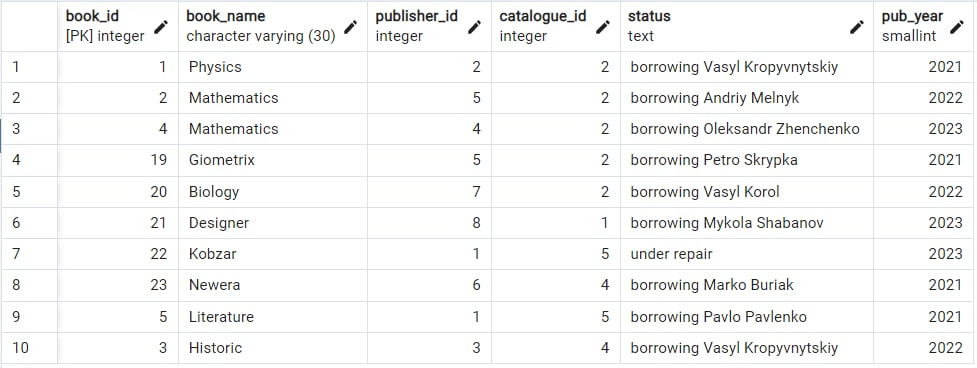 book_id book_name publisher_id catalogue_id status pub_year
[PK] integer character varying (30) integer integer text smallint
1 1 Physics 2 2 borrowing Vasyl Kropyvnytskiy 2021
2 2 Mathematics 5 2 borrowing Andriy Melnyk 2022
3 4 Mathematics 4 2 borrowing Oleksandr Zhenchenko 2023
4 19 Giometrix 5 2 borrowing Petro Skrypka 2021
5 20 Biology 7 2 borrowing Vasyl Korol 2022
6 21 Designer 8 1 borrowing Mykola Shabanov 2023
7 22 Kobzar 1 5 under repair 2023
8 23 Newera 6 4 borrowing Marko Buriak 2021
9 5 Literature 1 5 borrowing Pavlo Pavlenko 2021
10 3 Historic 3 4 borrowing Vasyl Kropyvnytskiy 2022